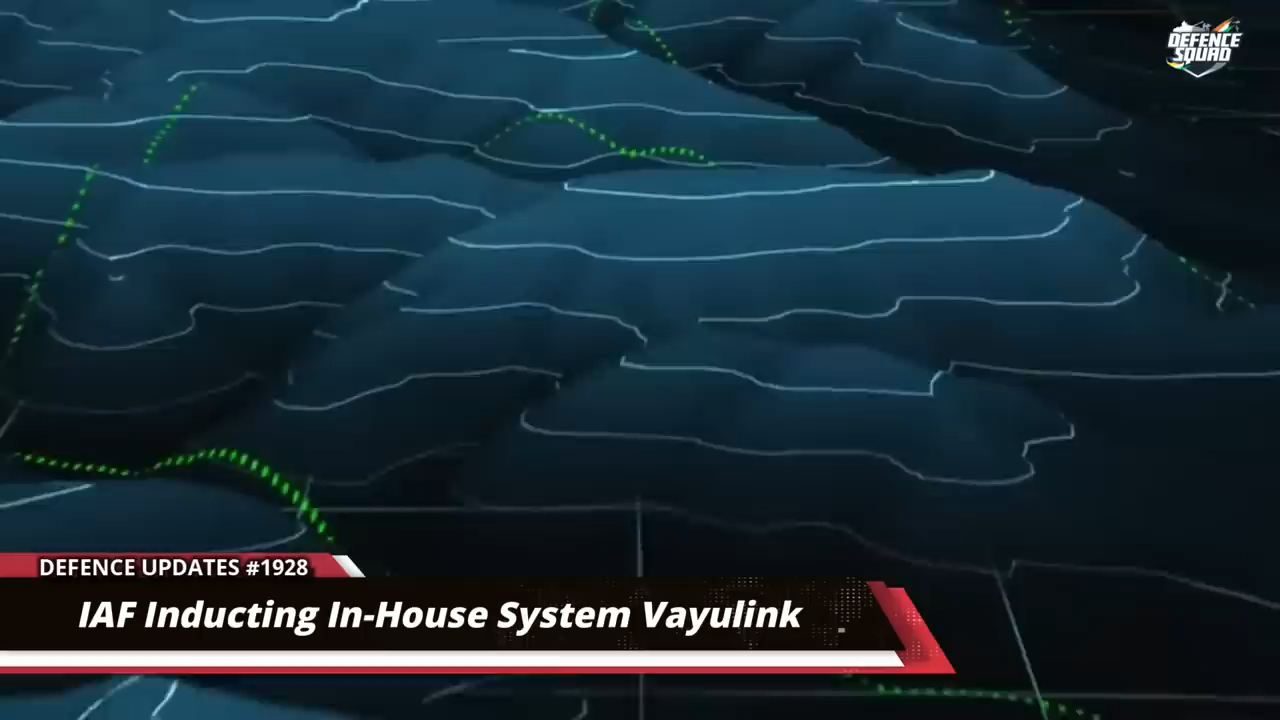 DEFENCE
SQUAD
DEFENCE UPDATES #1928
IAF Inducting In-House System Vayulink